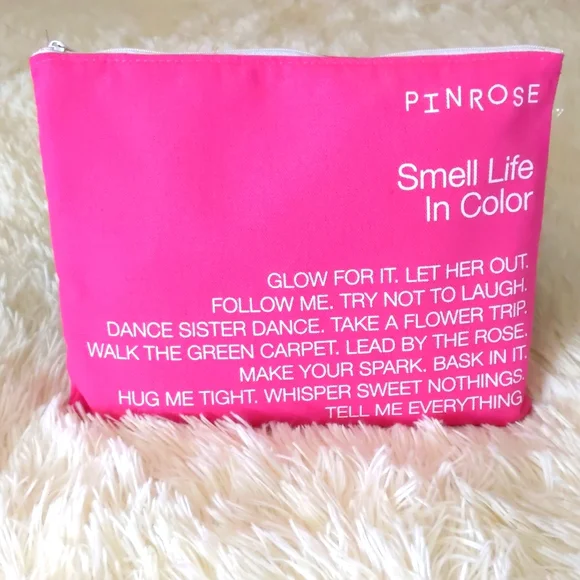 PINROSE
Smell Life
In Color
GLOW FOR IT. LET HER OUT.
FOLLOW ME. TRY NOT TO LAUGH.
DANCE SISTER DANCE. TAKE A FLOWER TRIP.
WALK THE GREEN CARPET. LEAD BY THE ROSE.
MAKE YOUR SPARK. BASK IN IT.
HUG ME TIGHT. WHISPER SWEET NOTHINGS.
TELL ME EVERYTHING